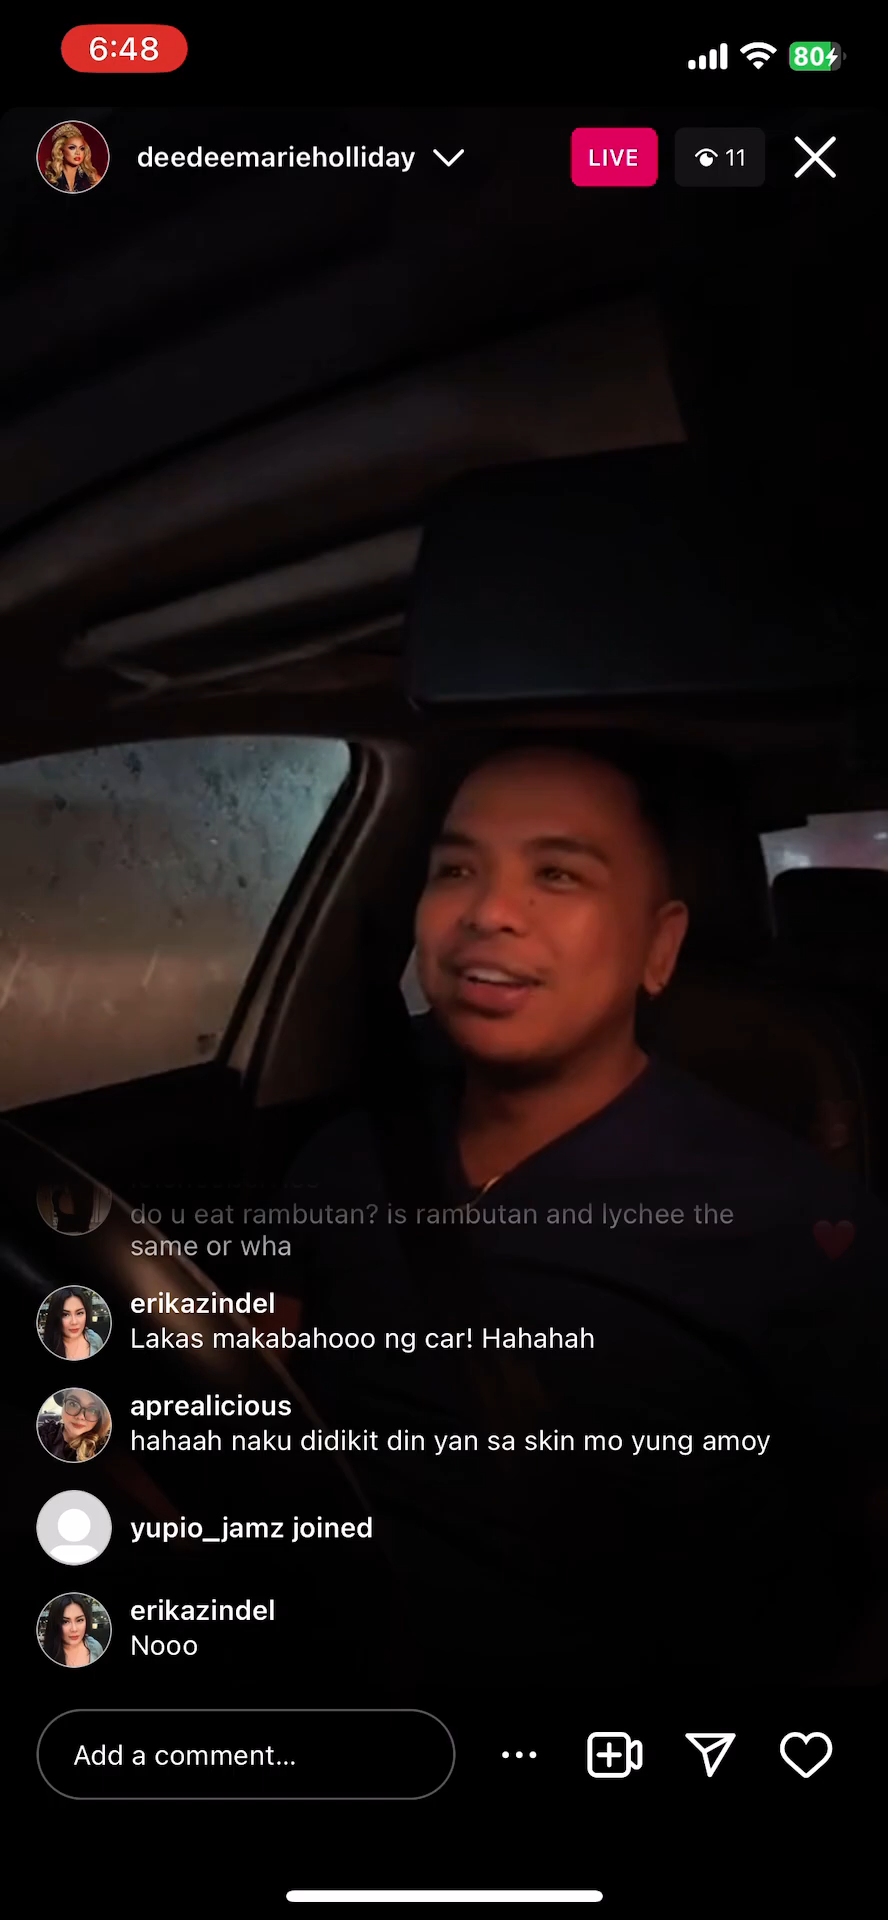 6:48
80
deedeemarieholliday
LIVE
11
do u eat rambutan? is rambutan and lychee the
same or wha
erikazindel
Lakas makabahooo ng car! Hahahah
aprealicious
hahaah naku didikit din yan sa skin mo yung amoy
yupio_jamz joined
erikazindel
Nooo
Add a comment...